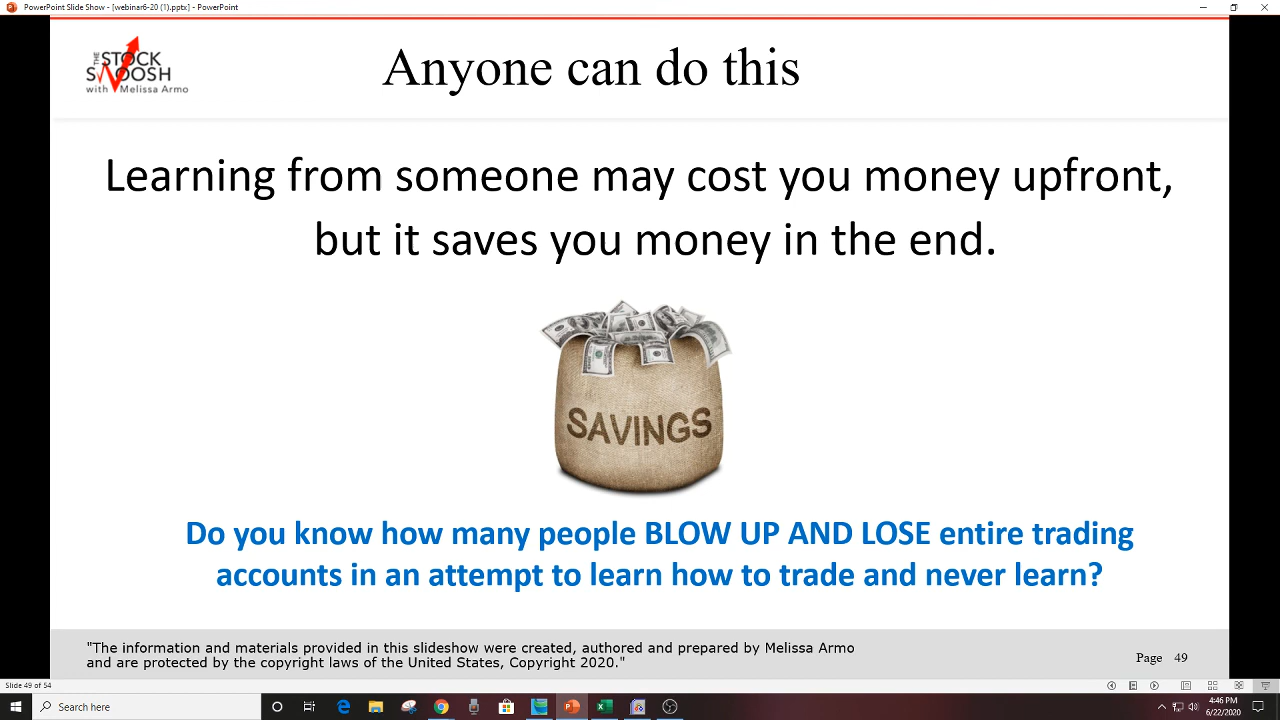 PowerPoint Slide Show - [webinar6-20 (1).pptx] - PowerPoint
THE
STOCK
SWOOSH
with Melissa Armo
Anyone can do this
Learning from someone may cost you money upfront,
but it saves you money in the end.
SAVINGS
Do you know how many people BLOW UP AND LOSE entire trading
accounts in an attempt to learn how to trade and never learn?
"The information and materials provided in this slideshow were created, authored and prepared by Melissa Armo
and are protected by the copyright laws of the United States, Copyright 2020."
Page 49
Slide 49 of 54
Search here
4:46 PM
6/22/2020